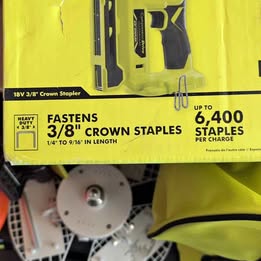 18V 3/8" Crown Stapler
HEAVY
DUTY
3/8"
FASTENS
3/8" CROWN STAPLES
1/4" TO 9/16" IN LENGTH
UP TO
6,400
STAPLES
PER CHARGE